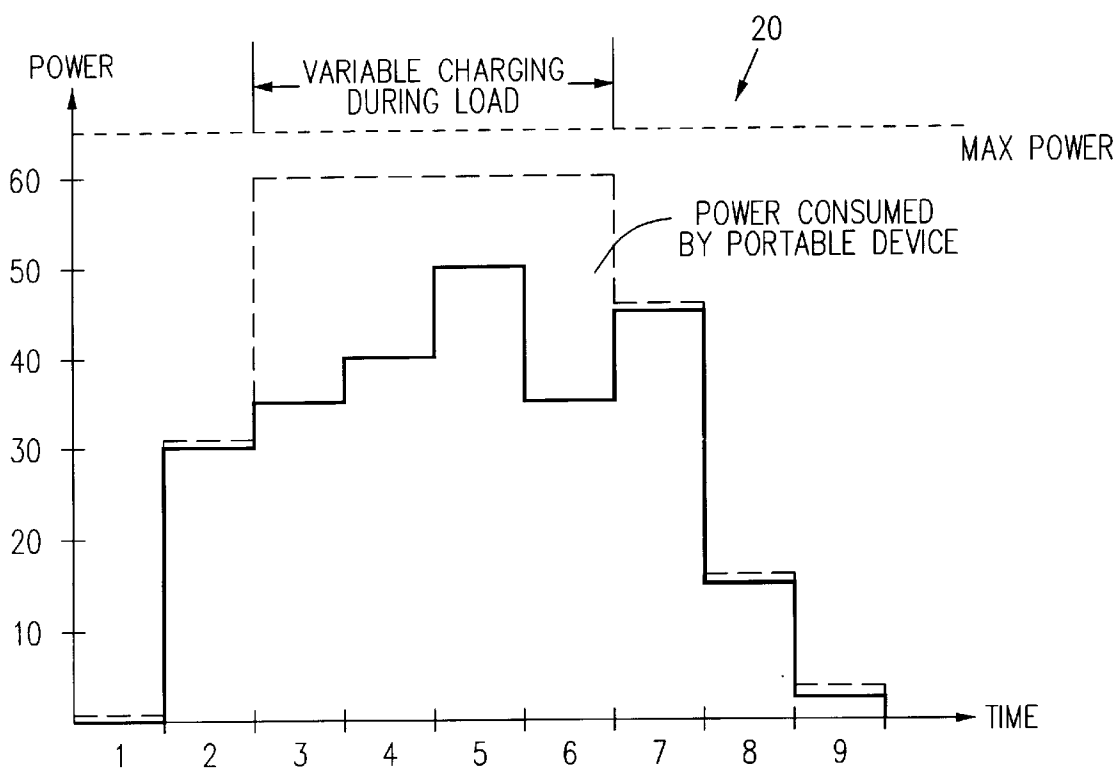 20
POWER
VARIABLE CHARGING
DURING LOAD
MAX POWER
60
POWER CONSUMED
BY PORTABLE DEVICE
50
40
30
20
10
TIME
1 2 3 4 5 6 7 8 9